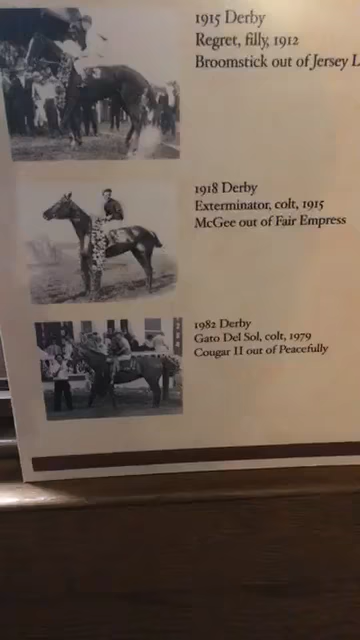 1915 Derby
Regret, filly, 1912
Broomstick out of Jersey L
1918 Derby
Exterminator, colt, 1915
McGee out of Fair Empress
1982 Derby
Gato Del Sol, colt, 1979
Cougar II out of Peacefully